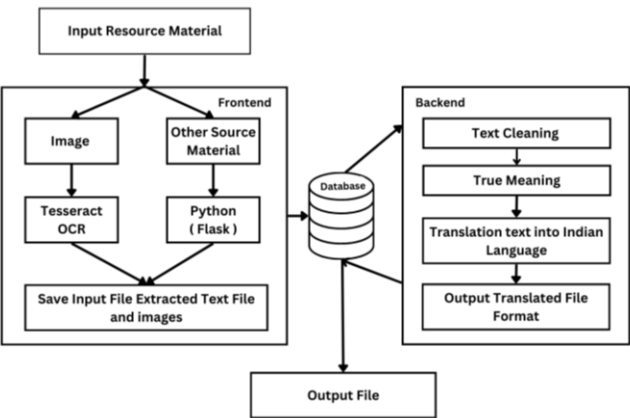 Input Resource Material
Frontend
Image
Other Source
Material
Tesseract
OCR
Python
( Flask )
Save Input File Extracted Text File
and images
Database
Backend
Text Cleaning
True Meaning
Translation text into Indian
Language
Output Translated File
Format
Output File